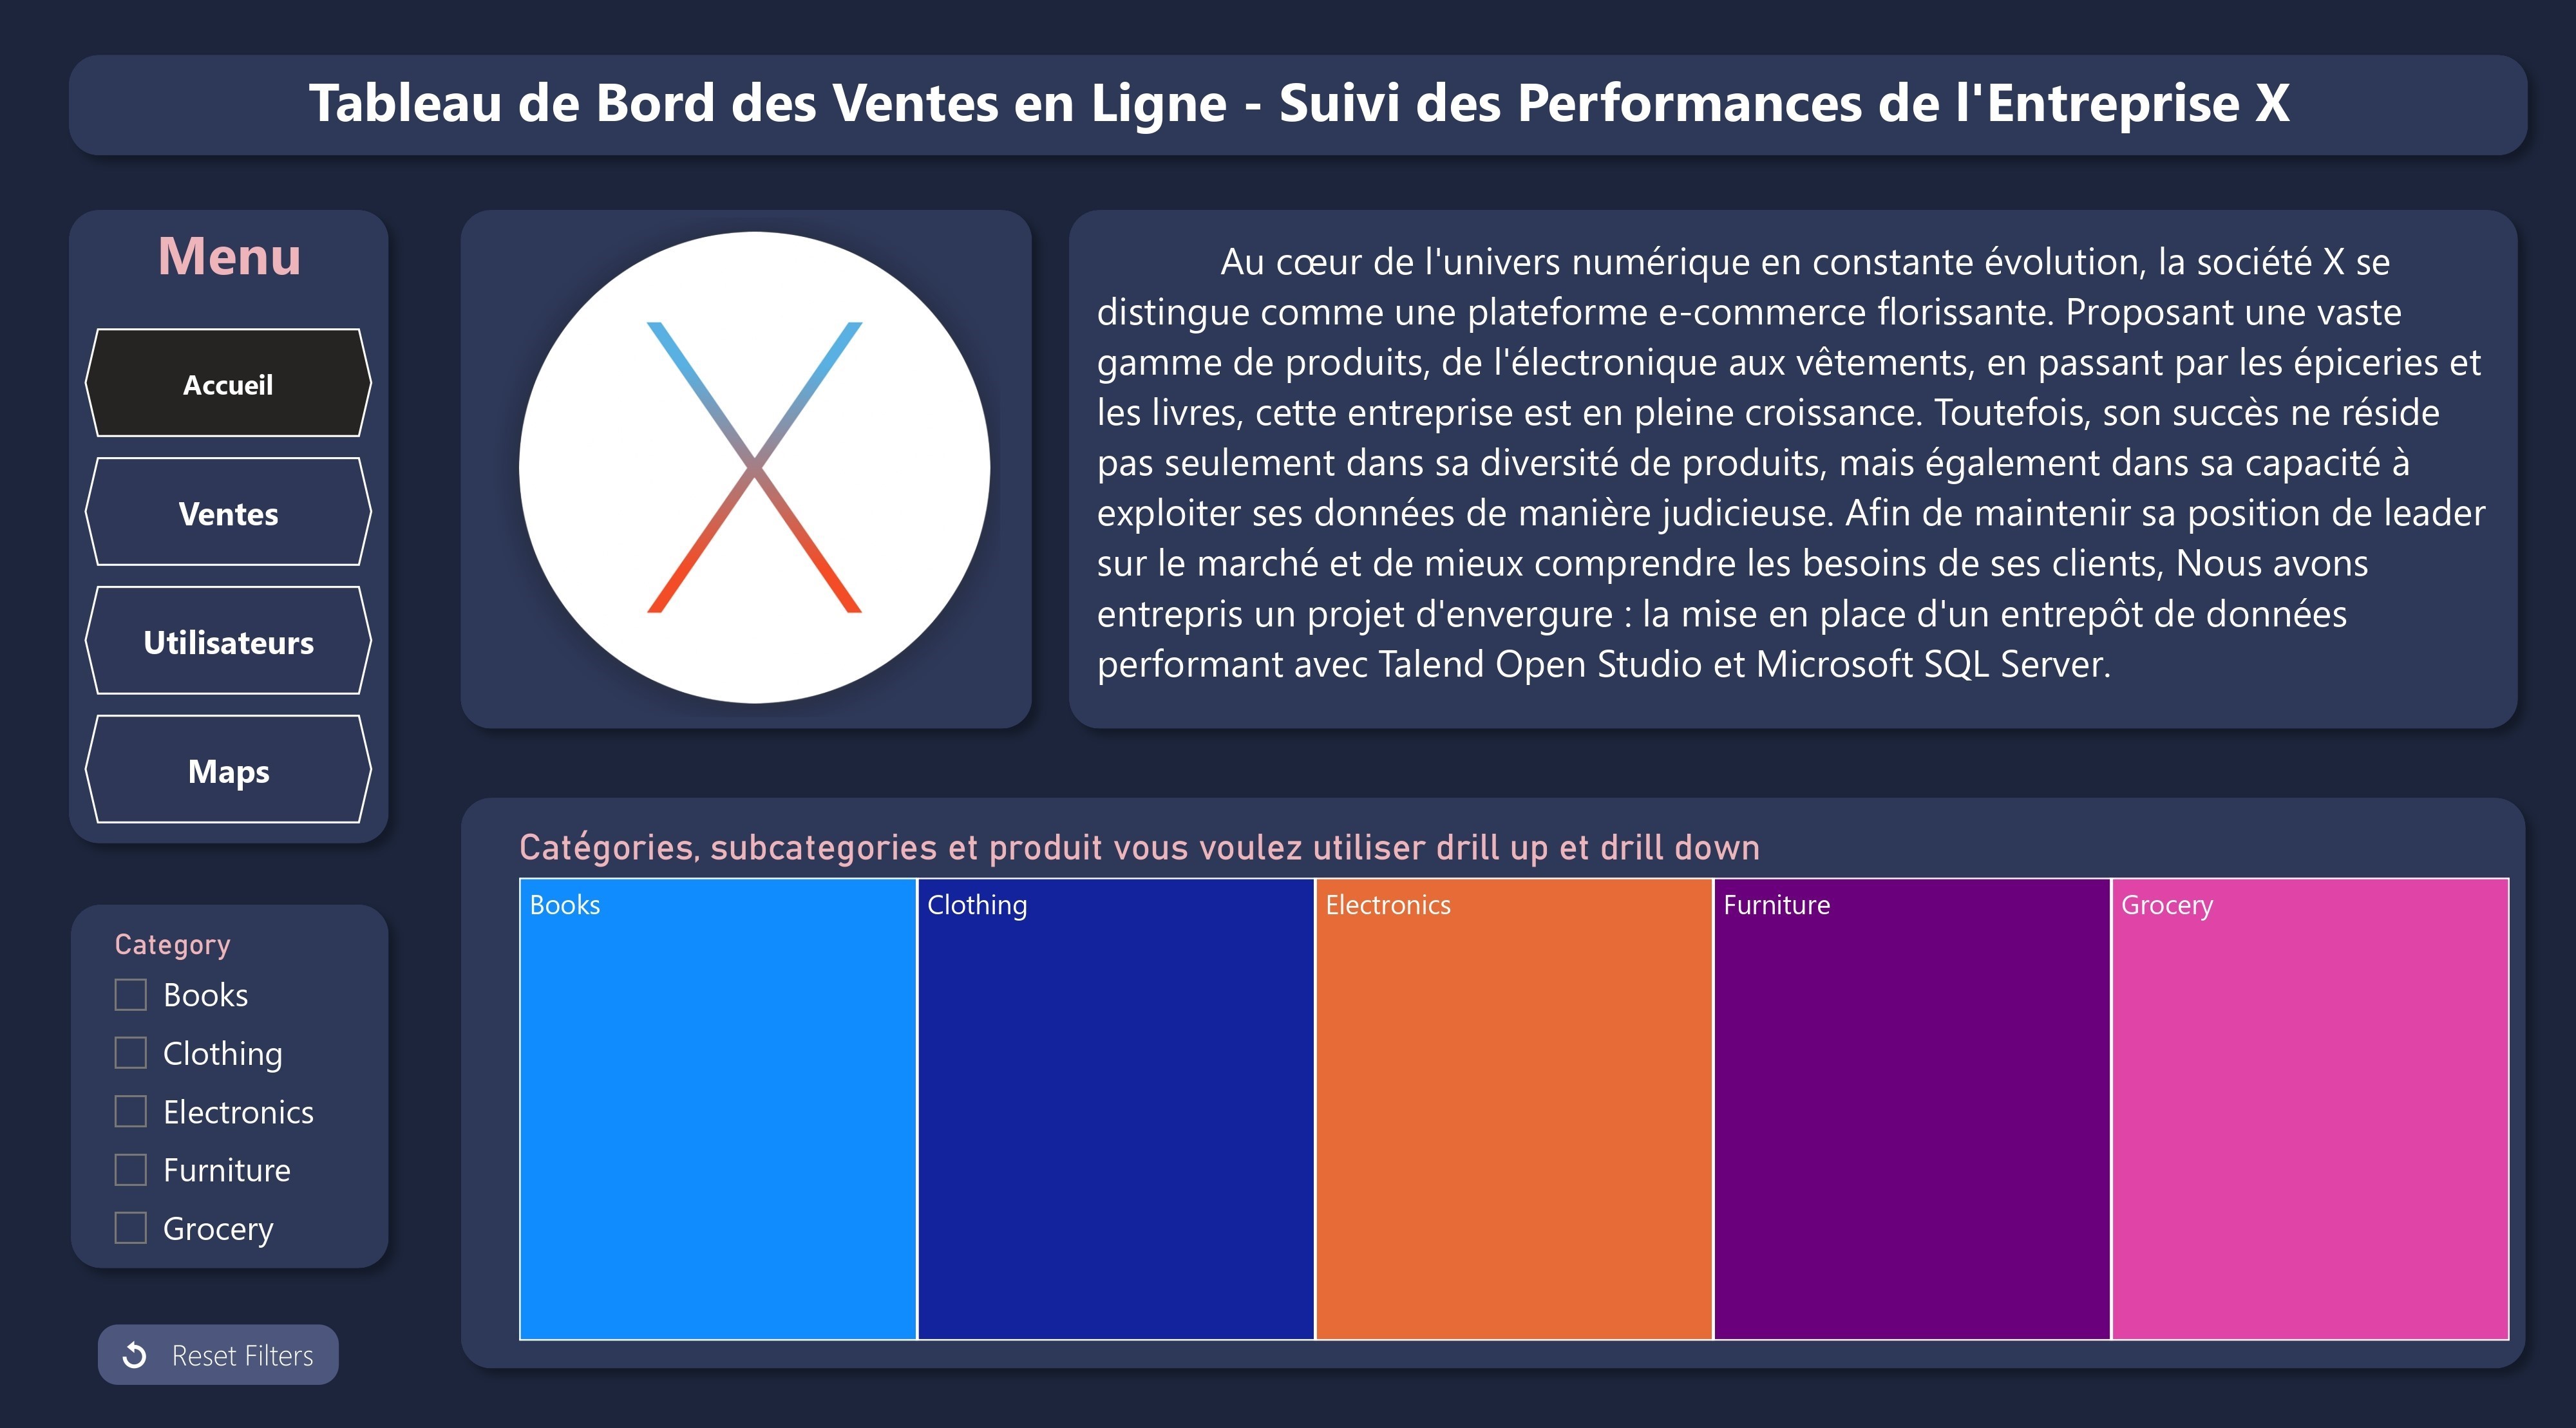 Tableau de Bord des Ventes en Ligne - Suivi des Performances de l'Entreprise X
Menu
Accueil
Ventes
Utilisateurs
Maps
X
Au cœur de l'univers numérique en constante évolution, la société X se
distingue comme une plateforme e-commerce florissante. Proposant une vaste
gamme de produits, de l'électronique aux vêtements, en passant par les épiceries et
les livres, cette entreprise est en pleine croissance. Toutefois, son succès ne réside
pas seulement dans sa diversité de produits, mais également dans sa capacité à
exploiter ses données de manière judicieuse. Afin de maintenir sa position de leader
sur le marché et de mieux comprendre les besoins de ses clients, Nous avons
entrepris un projet d'envergure : la mise en place d'un entrepôt de données
performant avec Talend Open Studio et Microsoft SQL Server.
Category
Books
Clothing
Electronics
Furniture
Grocery
Reset Filters
Catégories, subcategories et produit vous voulez utiliser drill up et drill down
Books
Clothing
Electronics
Furniture
Grocery